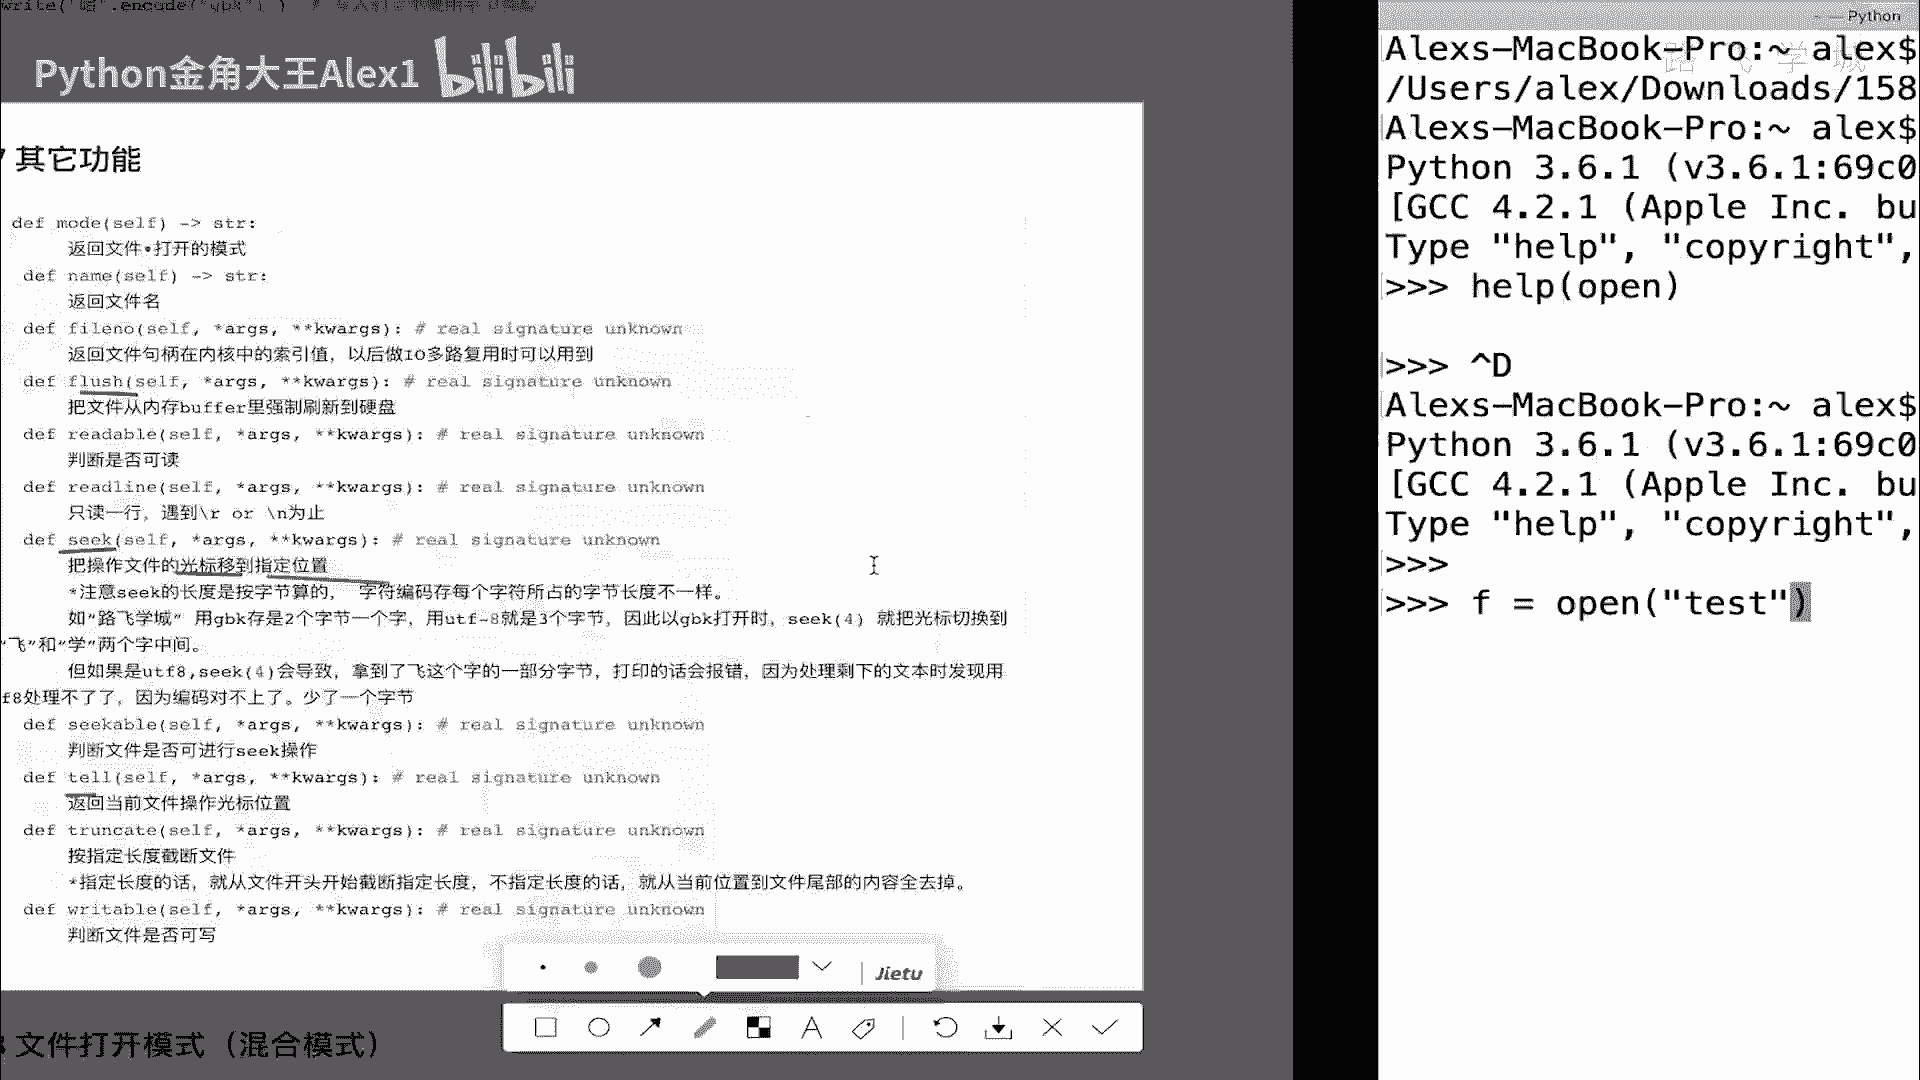 write("路".encode("gbk"))
Python金角大王Alex1 bilibili
其它功能
def mode(self) -> str:
返回文件•打开的模式
def name(self) -> str:
返回文件名
def fileno(self, *args, **kwargs): # real signature unknown
返回文件句柄在内核中的索引值，以后做IO多路复用时可以用到
def flush(self, *args, **kwargs): # real signature unknown
把文件从内存buffer里强制刷新到硬盘
def readable(self, *args, **kwargs): # real signature unknown
判断是否可读
def readline(self, *args, **kwargs): # real signature unknown
只读一行，遇到\r or \n为止
def seek(self, *args, **kwargs): # real signature unknown
把操作文件的光标移到指定位置
*注意seek的长度是按字节算的， 字符编码存每个字符所占的字节长度不一样。
如“路飞学城” 用gbk存是2个字节一个字，用utf-8就是3个字节，因此以gbk打开时，seek(4) 就把光标切换到
“飞”和“学”两个字中间。
但如果是utf8,seek(4)会导致，拿到了飞这个字的一部分字节，打印的话会报错，因为处理剩下的文本时发现用
f8处理不了了，因为编码对不上了。少了一个字节
def seekable(self, *args, **kwargs): # real signature unknown
判断文件是否可进行seek操作
def tell(self, *args, **kwargs): # real signature unknown
返回当前文件操作光标位置
def truncate(self, *args, **kwargs): # real signature unknown
按指定长度截断文件
*指定长度的话，就从文件开头开始截断指定长度，不指定长度的话，就从当前位置到文件尾部的内容全去掉。
def writable(self, *args, **kwargs): # real signature unknown
判断文件是否可写
Jietu
文件打开模式（混合模式）
— Python
路飞学城
Alexs-MacBook-Pro:~ alex$
/Users/alex/Downloads/158
Alexs-MacBook-Pro:~ alex$
Python 3.6.1 (v3.6.1:69c0
[GCC 4.2.1 (Apple Inc. bu
Type "help", "copyright",
>>> help(open)
>>> ^D
Alexs-MacBook-Pro:~ alex$
Python 3.6.1 (v3.6.1:69c0
[GCC 4.2.1 (Apple Inc. bu
Type "help", "copyright",
>>>
>>> f = open("test")